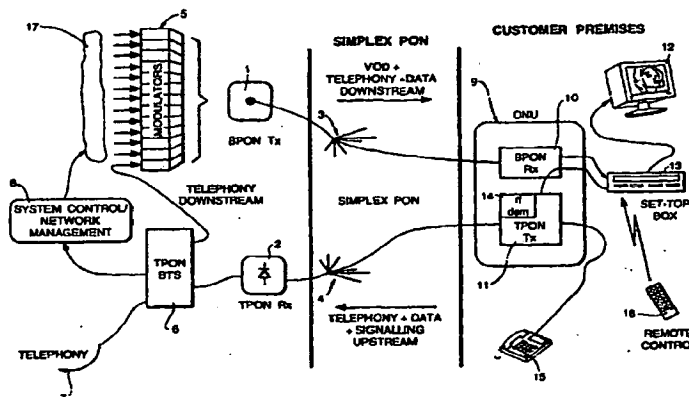 17
5
MODULATORS
1
BPON Tx
SIMPLEX PON
VOD +
TELEPHONY +DATA
DOWNSTREAM
3
CUSTOMER PREMISES
12
9
ONU
10
BPON
Rx
13
SET-TOP
BOX
8
SYSTEM CONTROL/
NETWORK
MANAGEMENT
TELEPHONY
DOWNSTREAM
SIMPLEX PON
14
rf
dem
TPON
Tx
11
TPON
BTS
6
2
TPON Rx
4
TELEPHONY + DATA
+ SIGNALLING
UPSTREAM
16
REMOTE
CONTROL
15
TELEPHONY